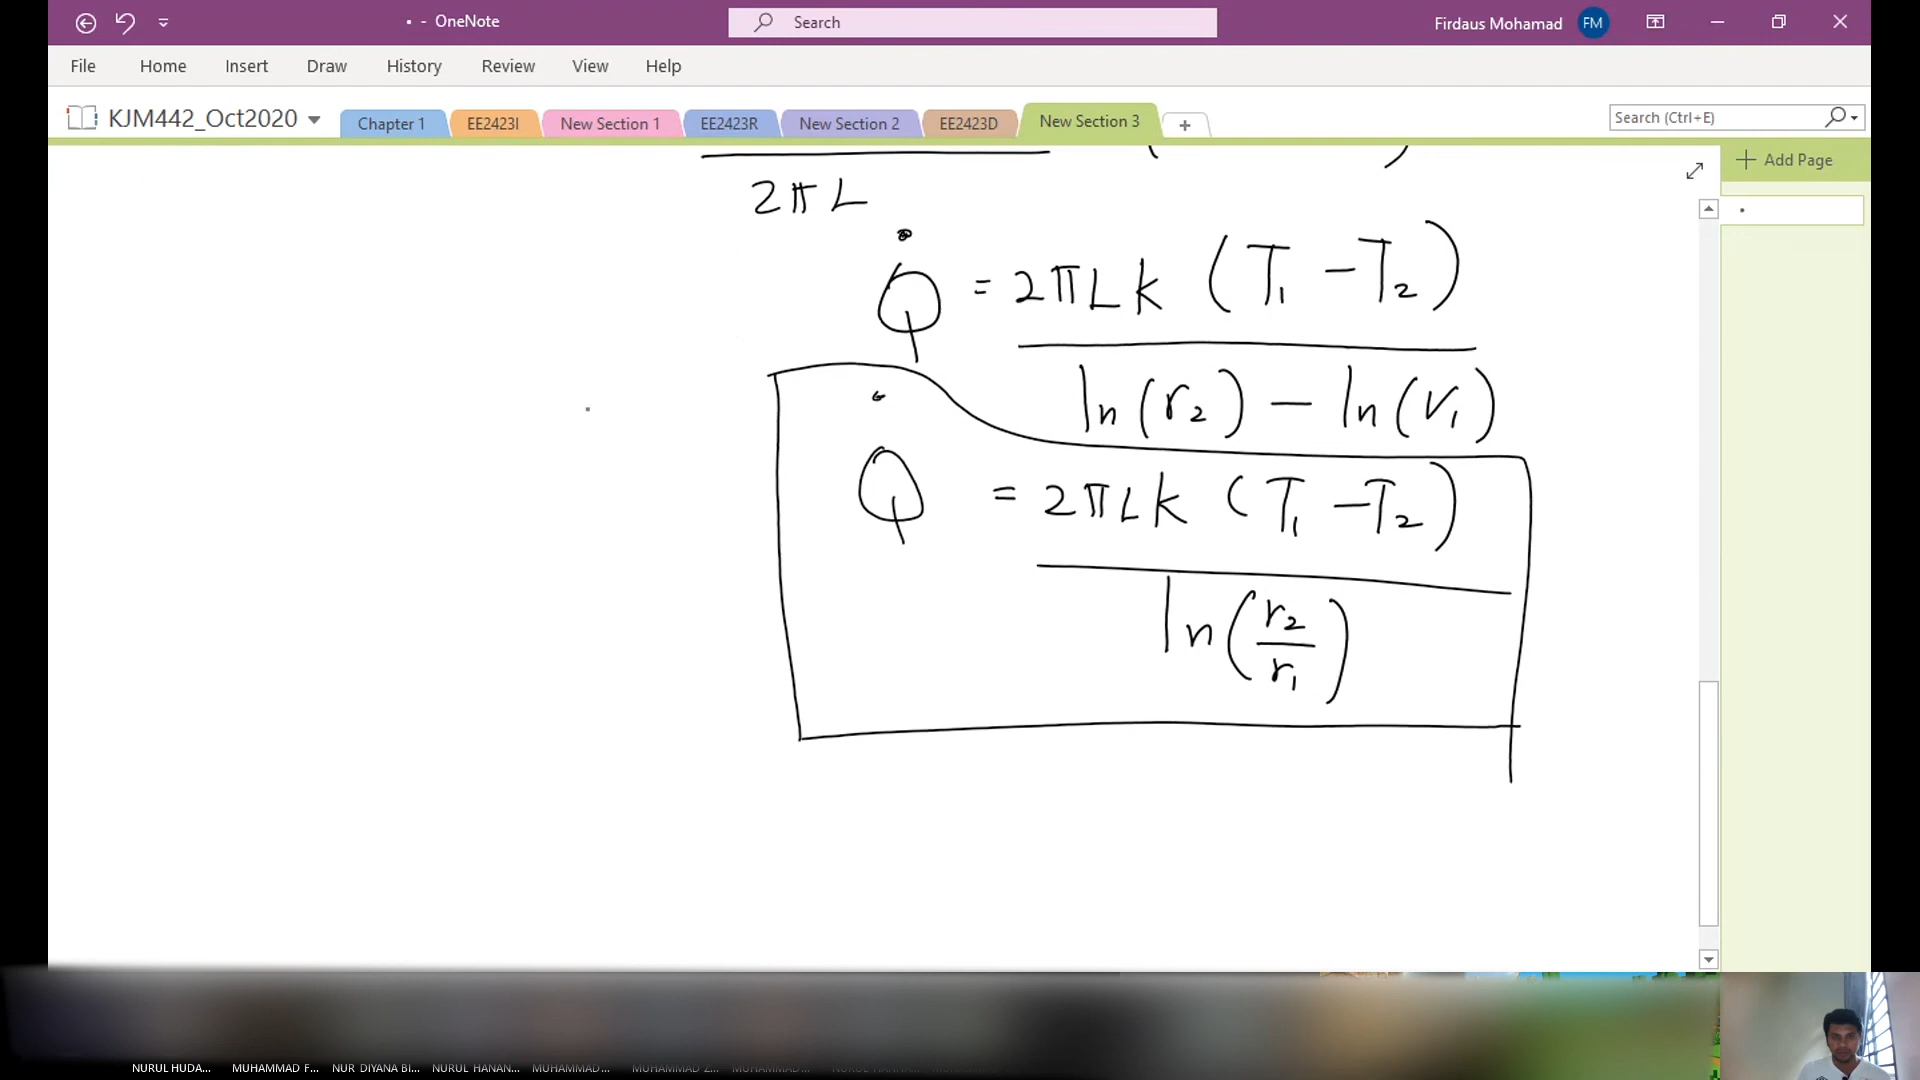 • - OneNote
Search
Firdaus Mohamad
FM
File Home Insert Draw History Review View Help
KJM442_Oct2020
Chapter 1 EE2423I New Section 1 EE2423R New Section 2 EE2423D New Section 3 +
Search (Ctrl+E)
Add Page
2πL
Q̇ = 2πLk (T₁ - T₂)
ln(r₂) - ln(r₁)
Q̇ = 2πLk (T₁ - T₂)
ln(r₂/r₁)
NURUL HUDA... MUHAMMAD F... NUR DIYANA BI... NURUL HANAN... MUHAMMAD... MUHAMMAD Z... MUHAMMAD...